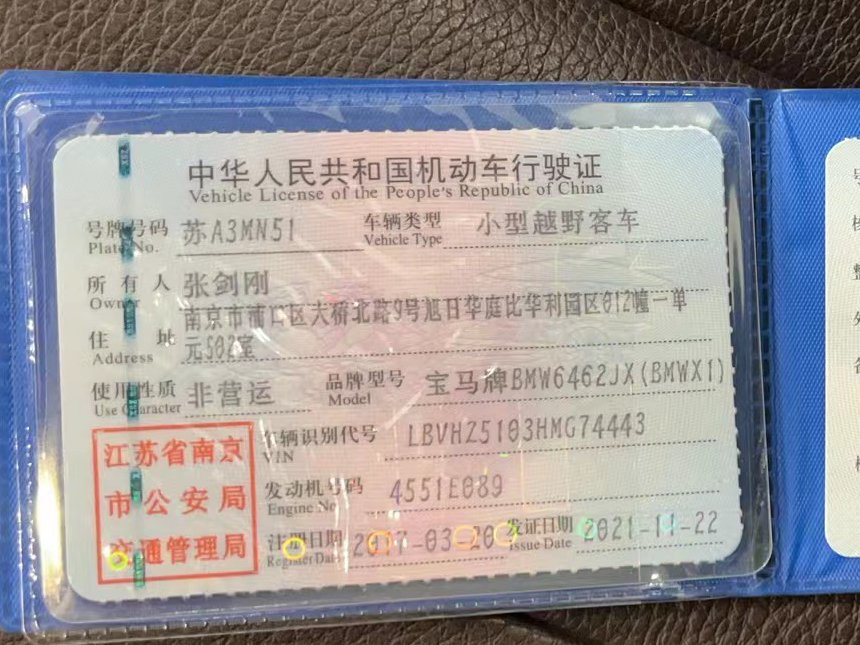 中华人民共和国机动车行驶证
Vehicle License of the People's Republic of China
号牌号码 苏A3MN51 车辆类型 小型越野客车
Plate No. Vehicle Type
所有人 张剑刚
Owner
南京市浦口区大桥北路9号旭日华庭比华利园区012幢一单
住址 元502室
Address
使用性质 非营运 品牌型号 宝马牌BMW6462JX(BMWX1)
Use Character Model
江苏省南京
市公安局
交通管理局
车辆识别代号 LBVHZ5103HMG74443
VIN
发动机号码 4551E089
Engine No.
注册日期 2017-03-20 发证日期 2021-11-22
Register Date Issue Date